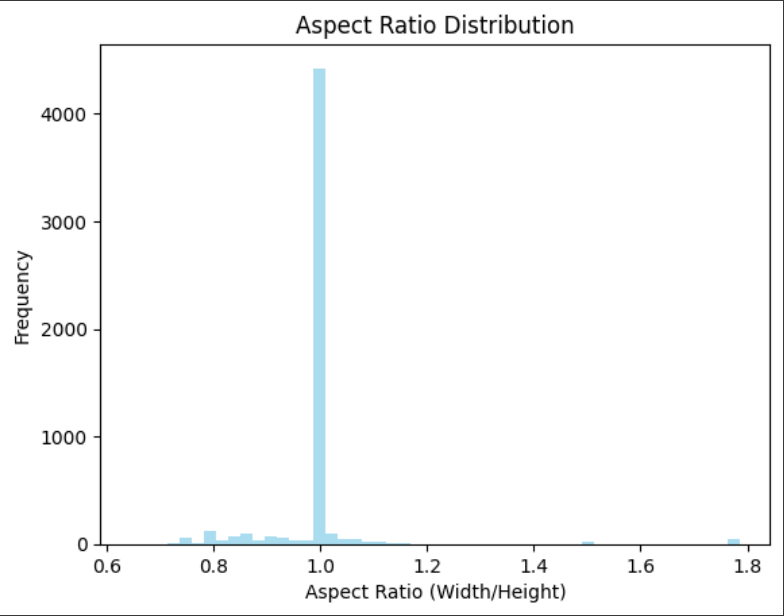 Aspect Ratio Distribution
4000
3000
2000
1000
0
Frequency
0.6 0.8 1.0 1.2 1.4 1.6 1.8
Aspect Ratio (Width/Height)